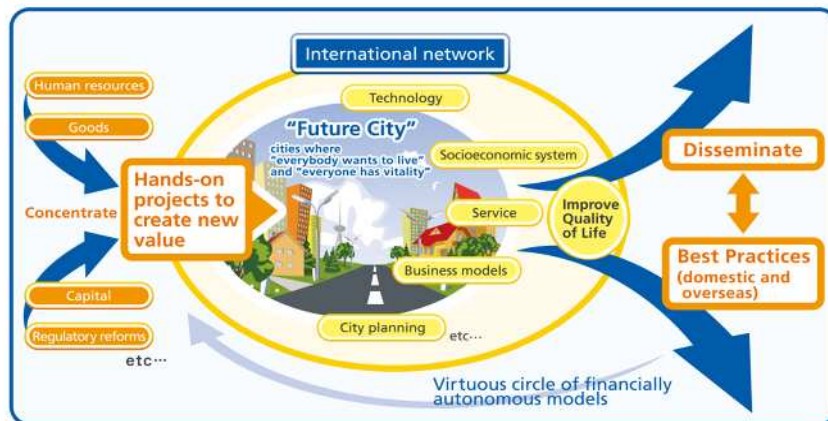 International network
Human resources
Goods
Concentrate
Capital
Regulatory reforms
etc…
Hands-on
projects to
create new
value
Technology
"Future City"
cities where
"everybody wants to live"
and "everyone has vitality"
Socioeconomic system
Service
Business models
City planning
etc…
Improve
Quality
of Life
Disseminate
Best Practices
(domestic and
overseas)
Virtuous circle of financially
autonomous models